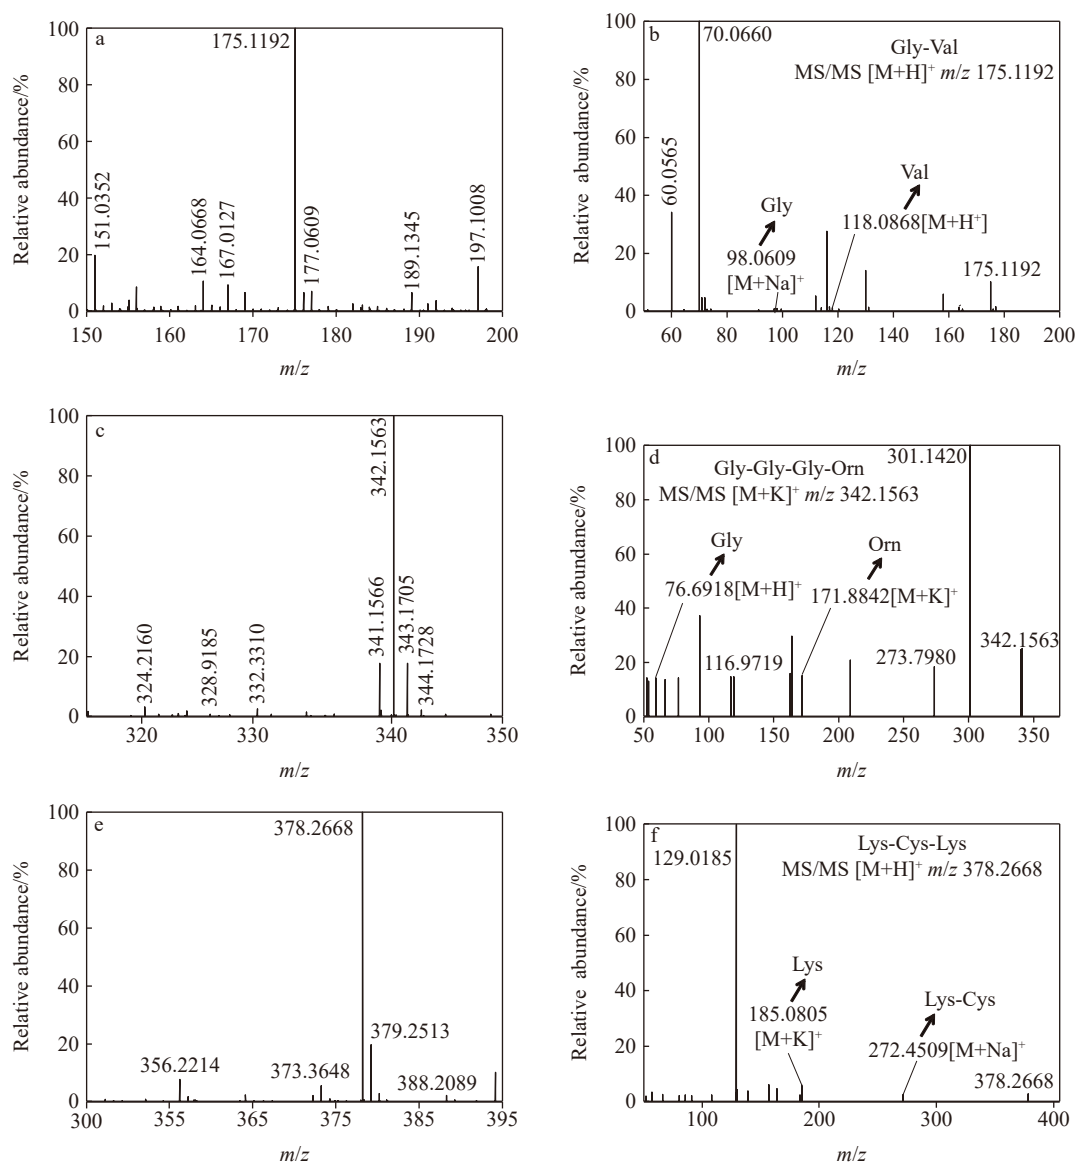 a
175.1192
151.0352
164.0668
167.0127
177.0609
189.1345
197.1008
100
80
60
40
20
0
150 160 170 180 190 200
Relative abundance/%
m/z
b
70.0660
Gly-Val
MS/MS [M+H]⁺ m/z 175.1192
60.0565
Val
Gly
118.0868[M+H⁺]
98.0609
[M+Na]⁺
175.1192
100
80
60
40
20
0
60 80 100 120 140 160 180 200
Relative abundance/%
m/z
c
342.1563
324.2160
328.9185
332.3310
341.1566
343.1705
344.1728
100
80
60
40
20
0
320 340 350
Relative abundance/%
m/z
d
301.1420
Gly-Gly-Gly-Orn
MS/MS [M+K]⁺ m/z 342.1563
Gly
Orn
76.6918[M+H]⁺
171.8842[M+K]⁺
116.9719
273.7980
342.1563
100
80
60
40
20
0
50 100 150 200 250 300 350
Relative abundance/%
m/z
e
378.2668
379.2513
356.2214
373.3648
388.2089
100
80
60
40
20
0
300 345 365 375 385 395
Relative abundance/%
m/z
f
129.0185
Lys-Cys-Lys
MS/MS [M+H]⁺ m/z 378.2668
Lys
185.0805
[M+K]⁺
Lys-Cys
272.4509[M+Na]⁺
378.2668
100
80
60
40
20
0
100 200 300 400
Relative abundance/%
m/z